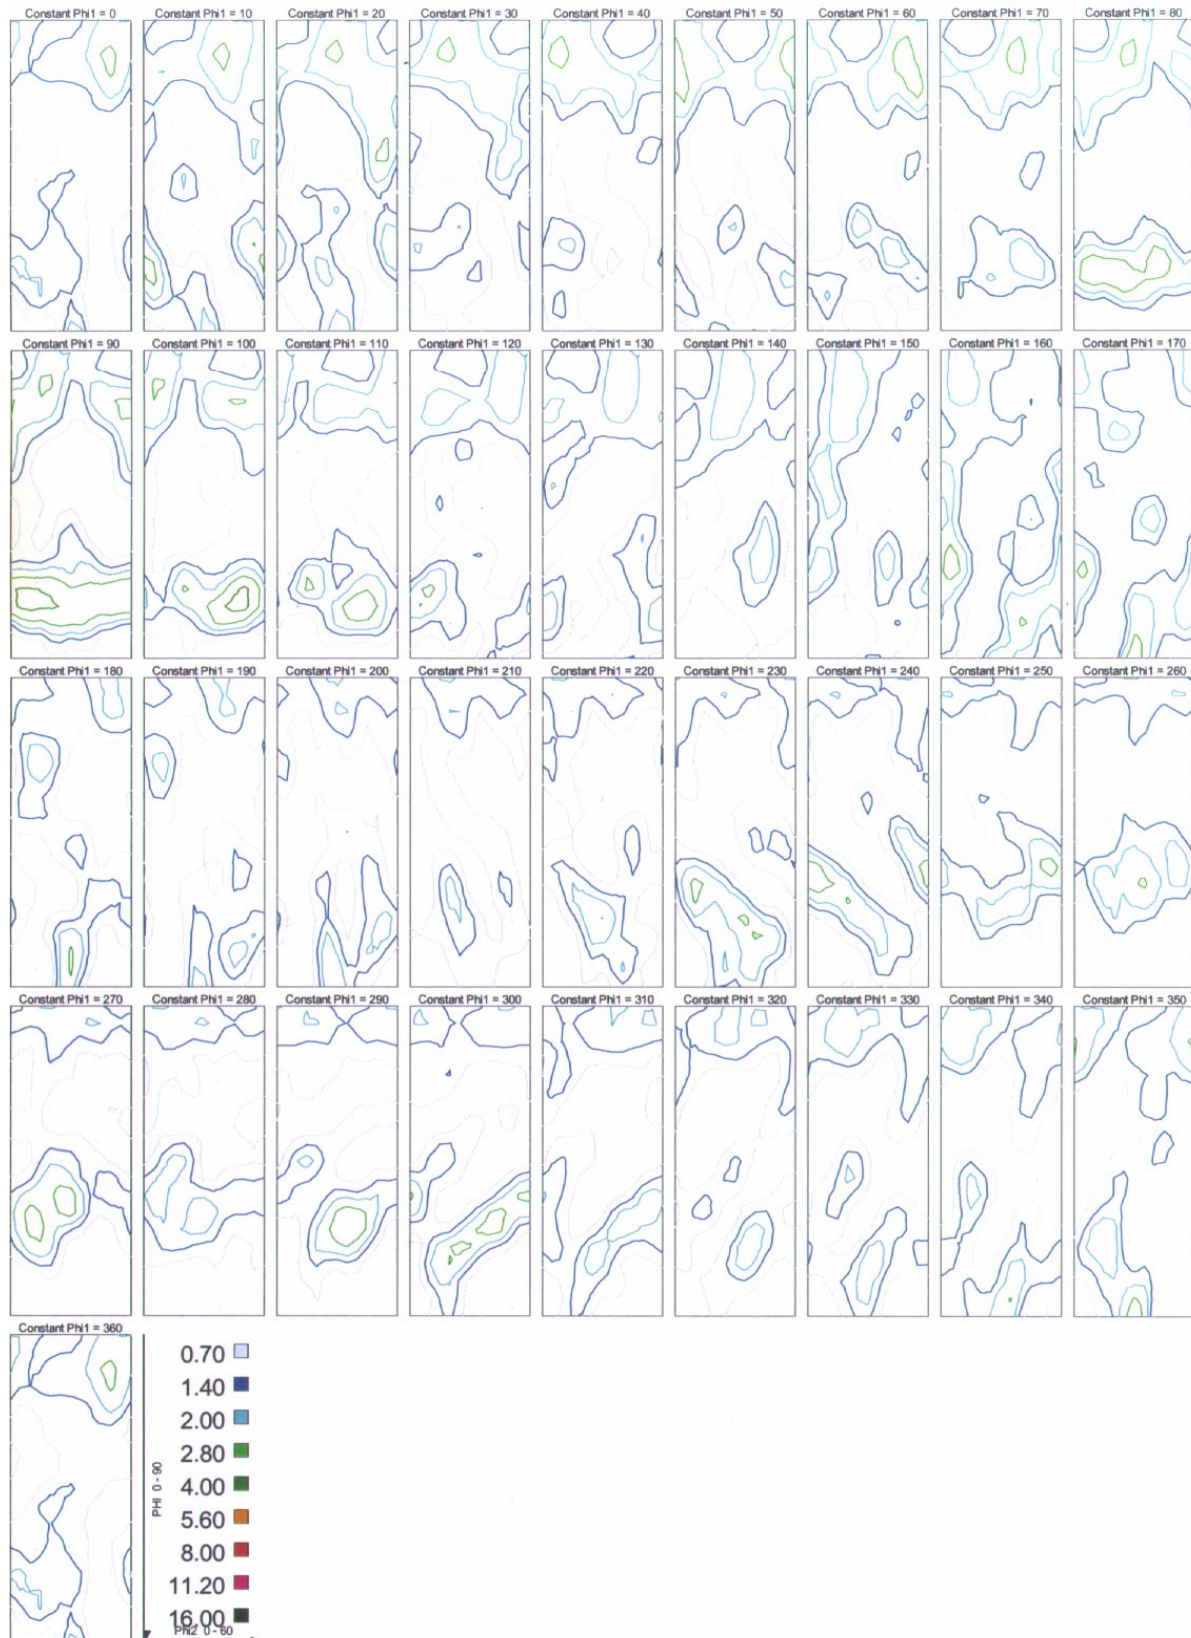 Constant Phi1 = 0 Constant Phi1 = 10 Constant Phi1 = 20 Constant Phi1 = 30 Constant Phi1 = 40 Constant Phi1 = 50 Constant Phi1 = 60 Constant Phi1 = 70 Constant Phi1 = 80
Constant Phi1 = 90 Constant Phi1 = 100 Constant Phi1 = 110 Constant Phi1 = 120 Constant Phi1 = 130 Constant Phi1 = 140 Constant Phi1 = 150 Constant Phi1 = 160 Constant Phi1 = 170
Constant Phi1 = 180 Constant Phi1 = 190 Constant Phi1 = 200 Constant Phi1 = 210 Constant Phi1 = 220 Constant Phi1 = 230 Constant Phi1 = 240 Constant Phi1 = 250 Constant Phi1 = 260
Constant Phi1 = 270 Constant Phi1 = 280 Constant Phi1 = 290 Constant Phi1 = 300 Constant Phi1 = 310 Constant Phi1 = 320 Constant Phi1 = 330 Constant Phi1 = 340 Constant Phi1 = 350
Constant Phi1 = 360
PHI 0 - 90
0.70
1.40
2.00
2.80
4.00
5.60
8.00
11.20
16.00
Phi2 0 - 60